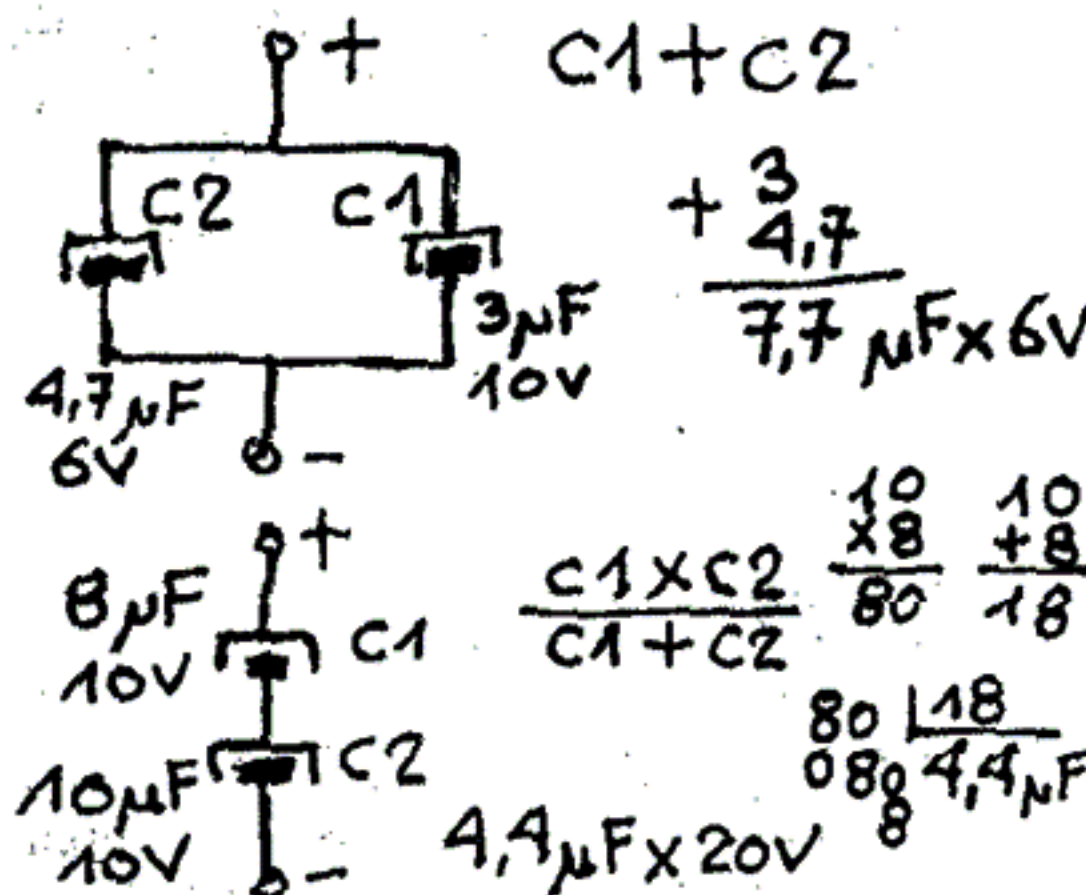 +
C1+C2
C2
C1
+ 3
4,7
7,7 µF x 6V
3µF
10V
4,7µF
6V
-
+
8µF
10V
C1
C2
10µF
10V
-
C1 X C2
C1 + C2
10
x8
80
10
+8
18
80 18
080 4,4µF
8
4,4µF x 20V